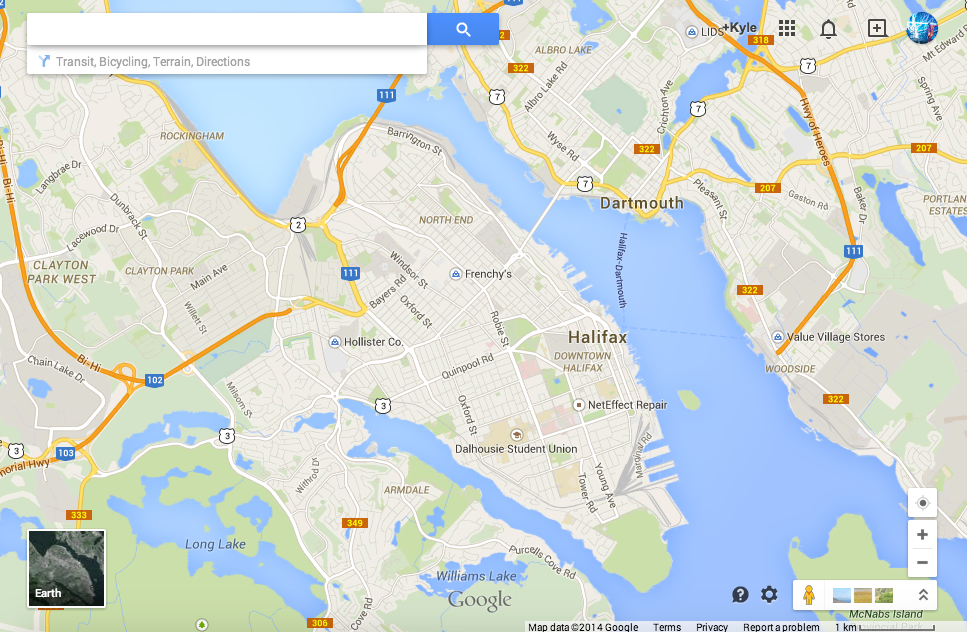 Transit, Bicycling, Terrain, Directions
+Kyle
LIDS
318
322
ALBRO LAKE
Albro Lake Rd
7
7
7
Mt Edward Rd
Spring Ave
111
ROCKINGHAM
Barrington St
Wyse Rd
Crichton Ave
322
Hwy of Heroes
207
Bi-Hi
Bi-Hi
Langbrae Dr
7
Dartmouth
Pleasant St
207
Gaston Rd
Baker Dr
PORTLAND
ESTATES
Dunbrack St
2
NORTH END
Lacewood Dr
CLAYTON
PARK WEST
CLAYTON PARK
Main Ave
111
Windsor St
Frenchy's
Bayers Rd
Halifax-Dartmouth
111
322
Willett St
Oxford St
Robie St
Hollister Co.
Halifax
Value Village Stores
DOWNTOWN
HALIFAX
WOODSIDE
Chain Lake Dr
Bi-Hi
102
Quinpool Rd
Milsom St
3
Oxford St
NetEffect Repair
322
3
Dalhousie Student Union
3
103
Marginal Rd
Withrod Dr
Young Ave
Tower Rd
ARMDALE
333
349
Long Lake
Purcells Cove Rd
Williams Lake
Earth
Google
306
Cove Rd
McNabs Island
Map data ©2014 Google
Terms
Privacy
Report a problem
1 km